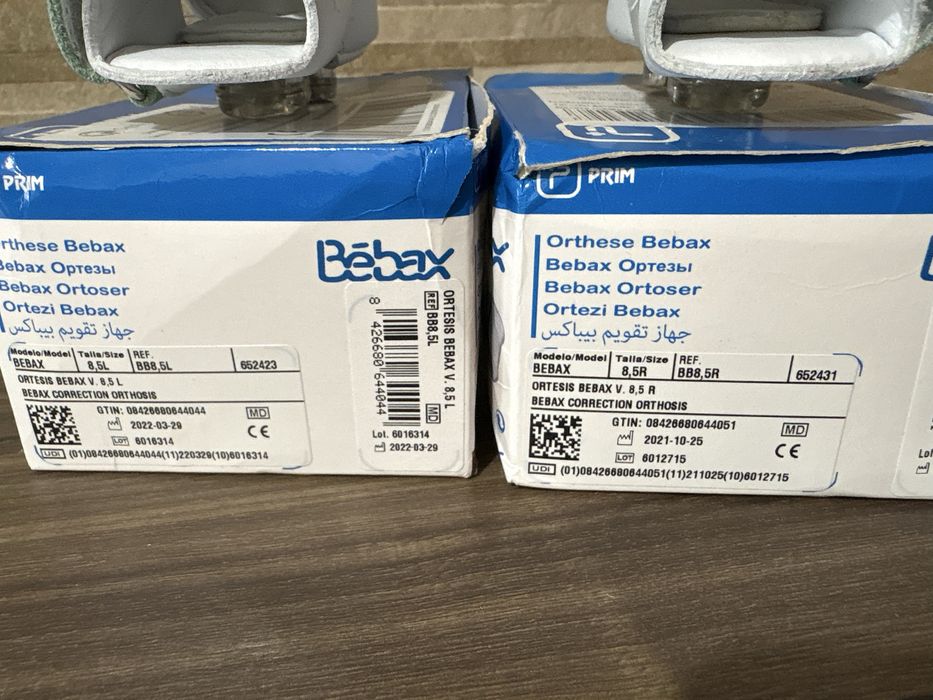 PRIM
rthese Bebax
Bebax Ортезы
Bebax Ortoser
Ortezi Bebax
جهاز تقويم بيباكس
Bēbax
Modelo/Model
BEBAX
Talla/Size
8,5L
REF.
BB8,5L
652423
ORTESIS BEBAX V. 8,5 L
BEBAX CORRECTION ORTHOSIS
GTIN: 08426680644044
MD
2022-03-29
LOT 6016314
CE
UDI (01)08426680644044(11)220329(10)6016314
ORTESIS BEBAX V. 8,5 L
REF BB8,5L
MD
8 426680 644044
Lot. 6016314
2022-03-29
PRIM
Orthese Bebax
Bebax Ортезы
Bebax Ortoser
Ortezi Bebax
جهاز تقويم بيباكس
Modelo/Model
BEBAX
Talla/Size
8,5R
REF.
BB8,5R
652431
ORTESIS BEBAX V. 8,5 R
BEBAX CORRECTION ORTHOSIS
GTIN: 08426680644051
MD
2021-10-25
LOT 6012715
CE
UDI (01)08426680644051(11)211025(10)6012715